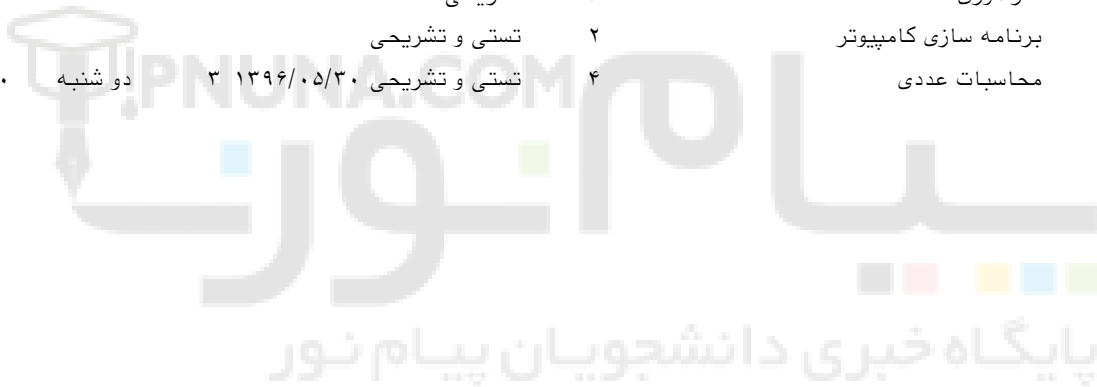 برنامه سازی کامپیوتر ۲ تستی و تشریحی
محاسبات عددی ۴ تستی و تشریحی ۱۳۹۶/۰۵/۳۰ ۳ دو شنبه ۰
PNUNA.COM
پیام نور
پایگاه خبری دانشجویان پیام نور